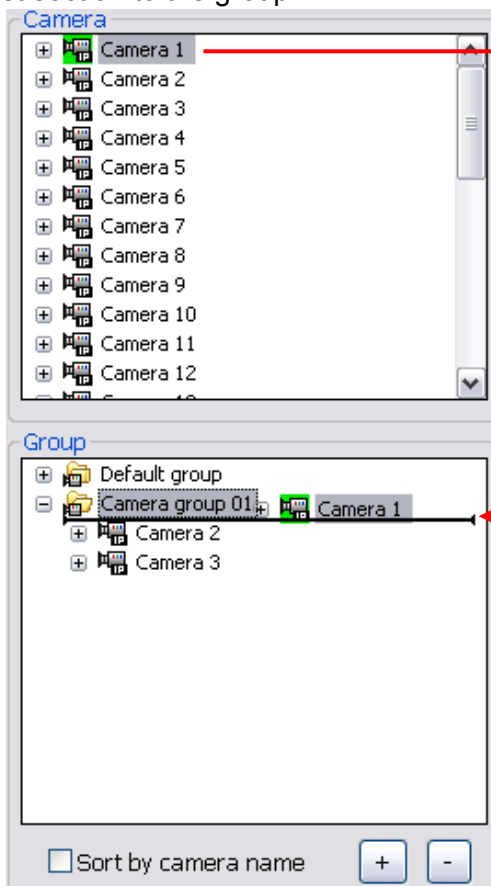 Camera
Camera 1
Camera 2
Camera 3
Camera 4
Camera 5
Camera 6
Camera 7
Camera 8
Camera 9
Camera 10
Camera 11
Camera 12
Group
Default group
Camera group 01 Camera 1
Camera 2
Camera 3
Sort by camera name + -